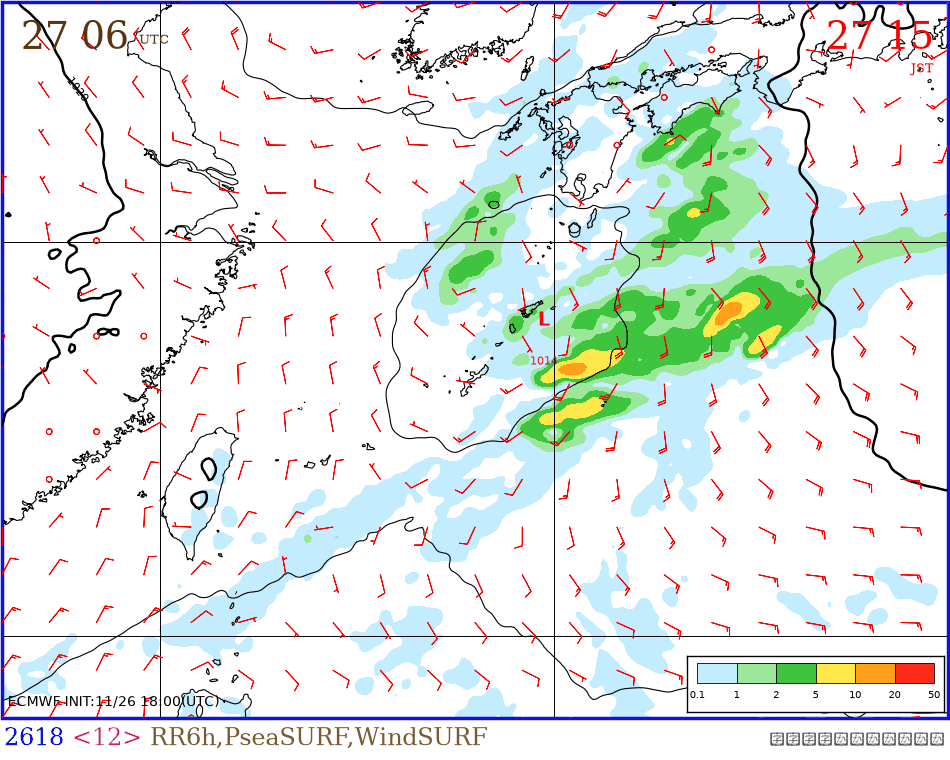 27 06 UTC
27 15
JST
1020
L
1014
0.1 1 2 5 10 20 50
ECMWF INIT:11/26 18:00(UTC)
2618 <12> RR6h,PseaSURF,WindSURF